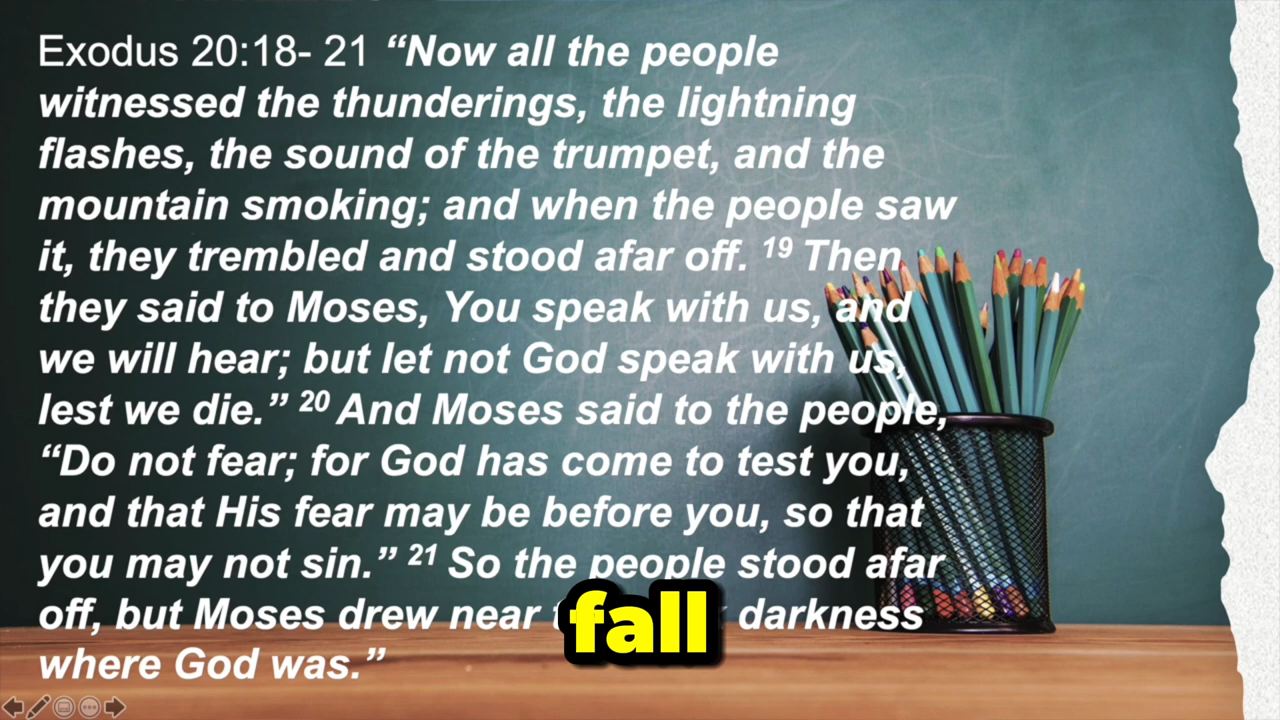 Exodus 20:18- 21 “Now all the people
witnessed the thunderings, the lightning
flashes, the sound of the trumpet, and the
mountain smoking; and when the people saw
it, they trembled and stood afar off. 19 Then
they said to Moses, You speak with us, and
we will hear; but let not God speak with us,
lest we die.” 20 And Moses said to the people,
“Do not fear; for God has come to test you,
and that His fear may be before you, so that
you may not sin.” 21 So the people stood afar
off, but Moses drew near darkness
fall
where God was.”